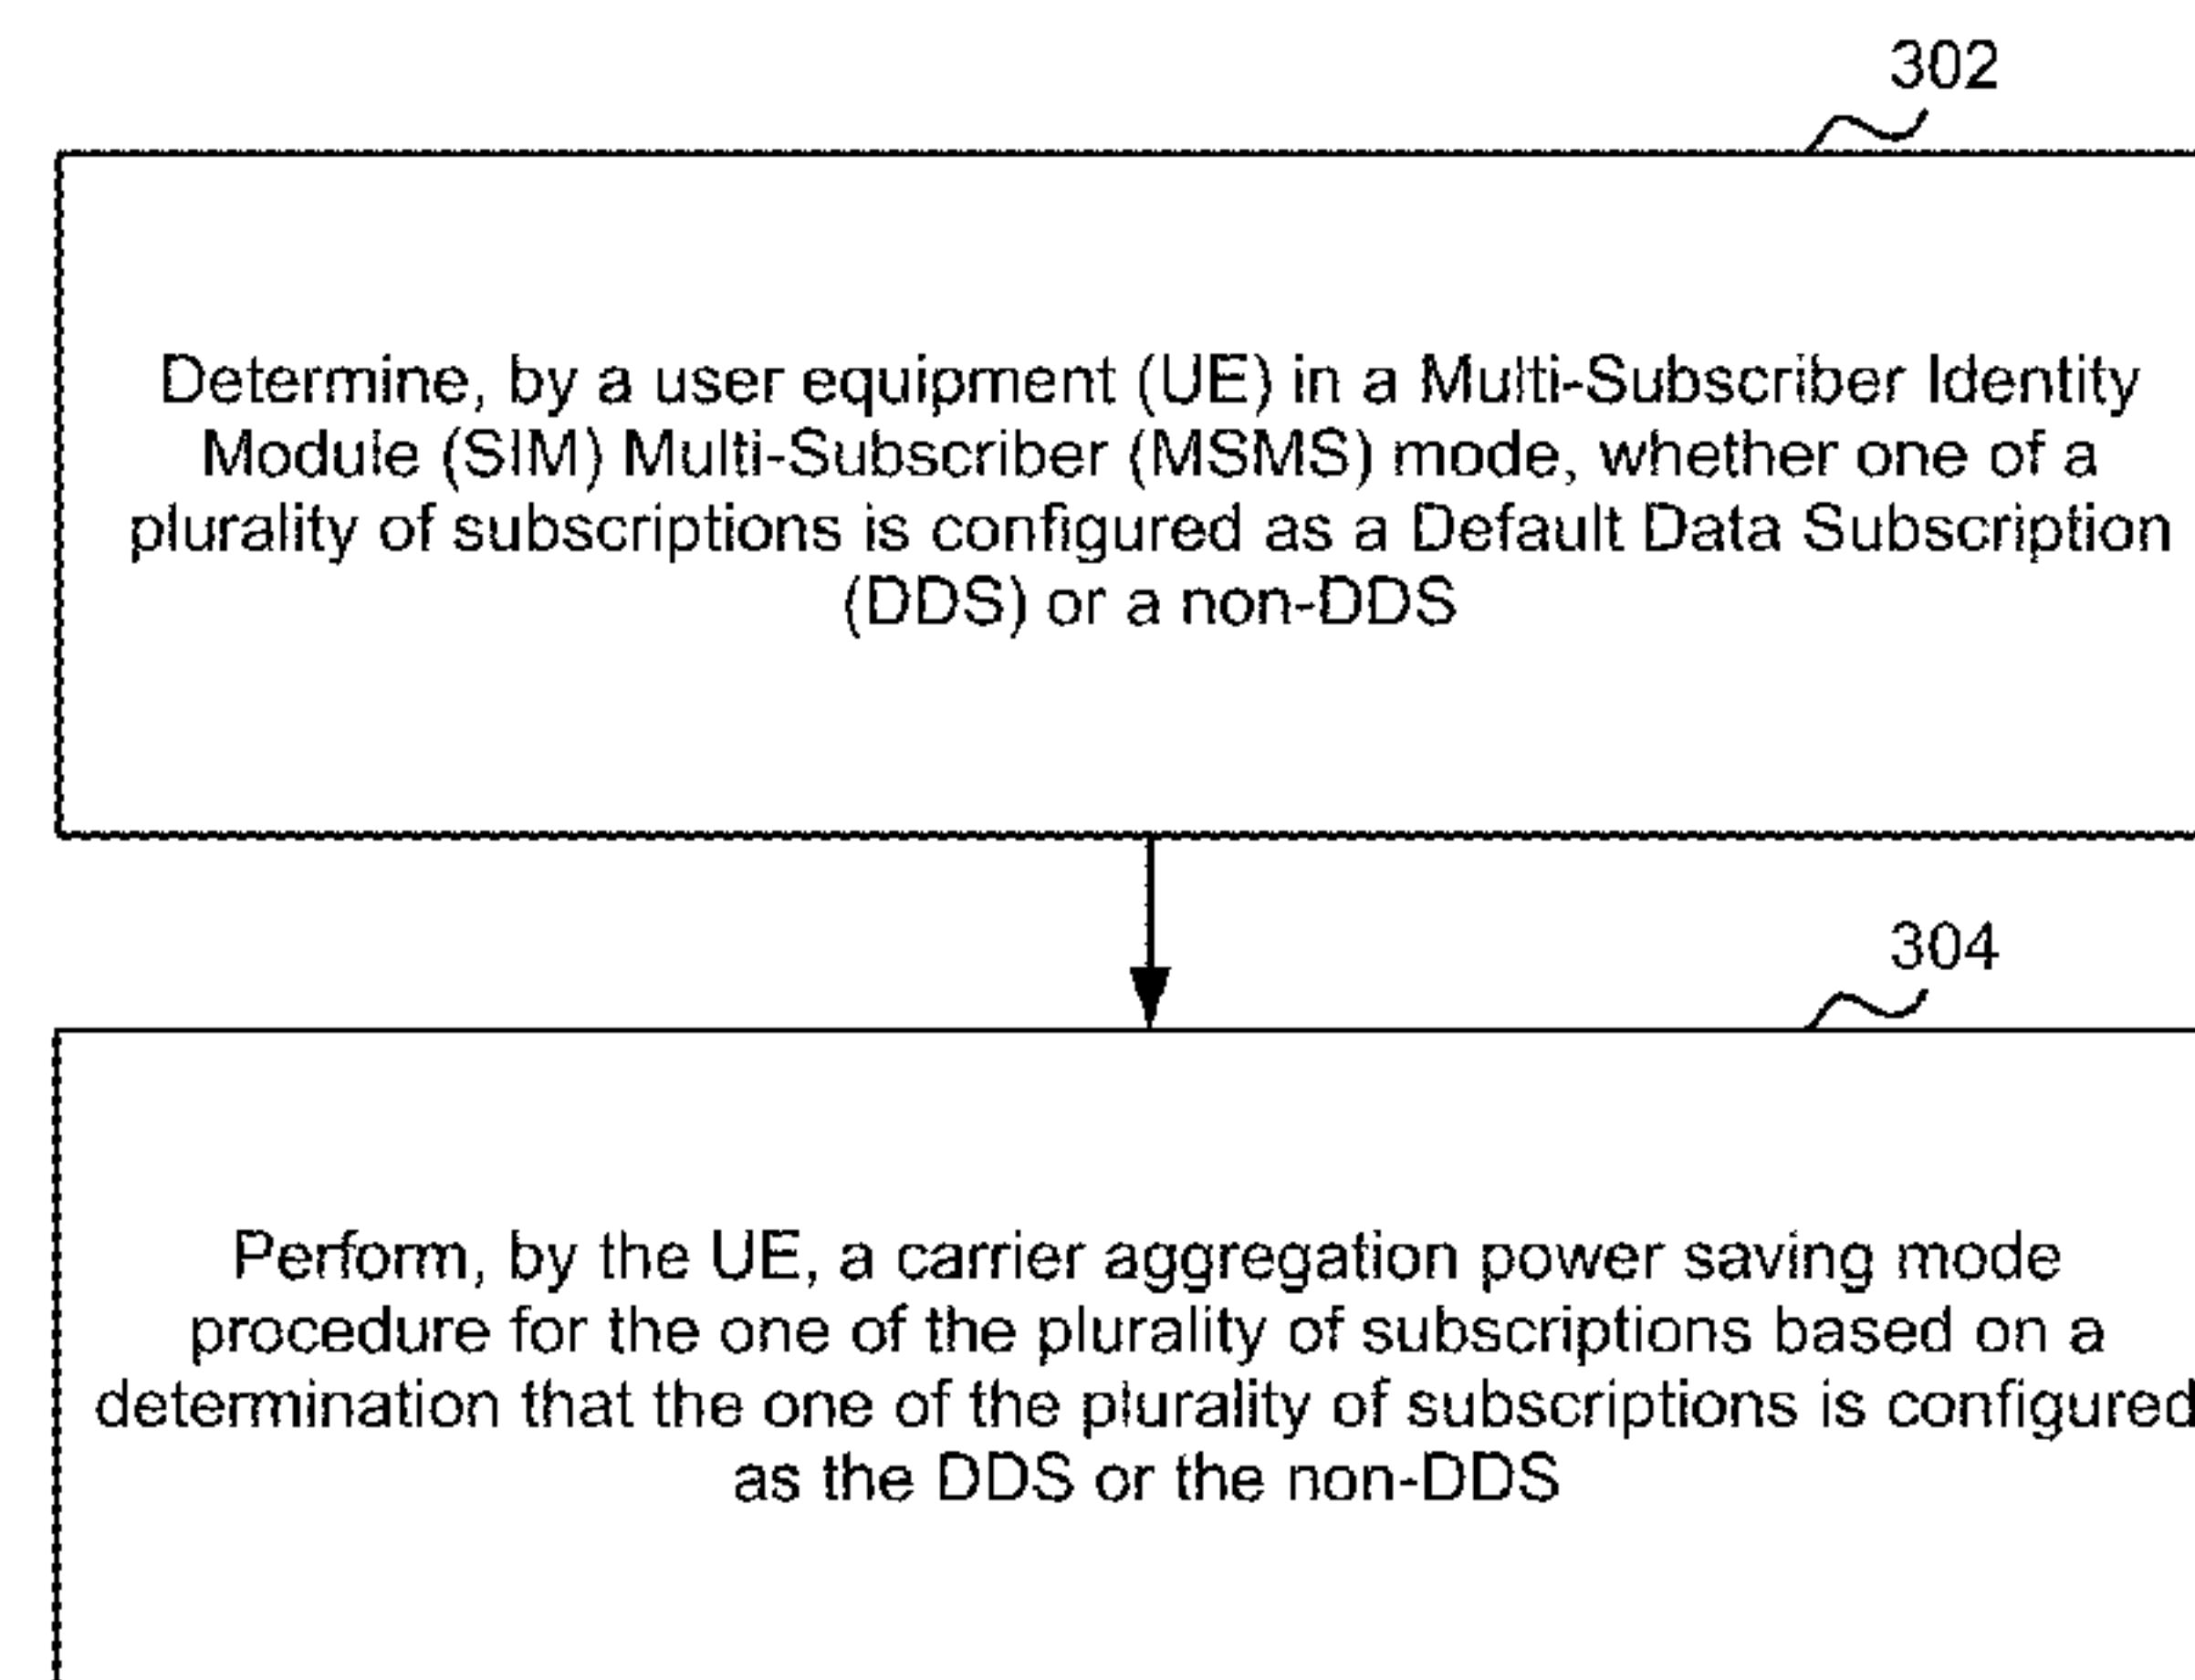 302
Determine, by a user equipment (UE) in a Multi-Subscriber Identity
Module (SIM) Multi-Subscriber (MSMS) mode, whether one of a
plurality of subscriptions is configured as a Default Data Subscription
(DDS) or a non-DDS
304
Perform, by the UE, a carrier aggregation power saving mode
procedure for the one of the plurality of subscriptions based on a
determination that the one of the plurality of subscriptions is configured
as the DDS or the non-DDS